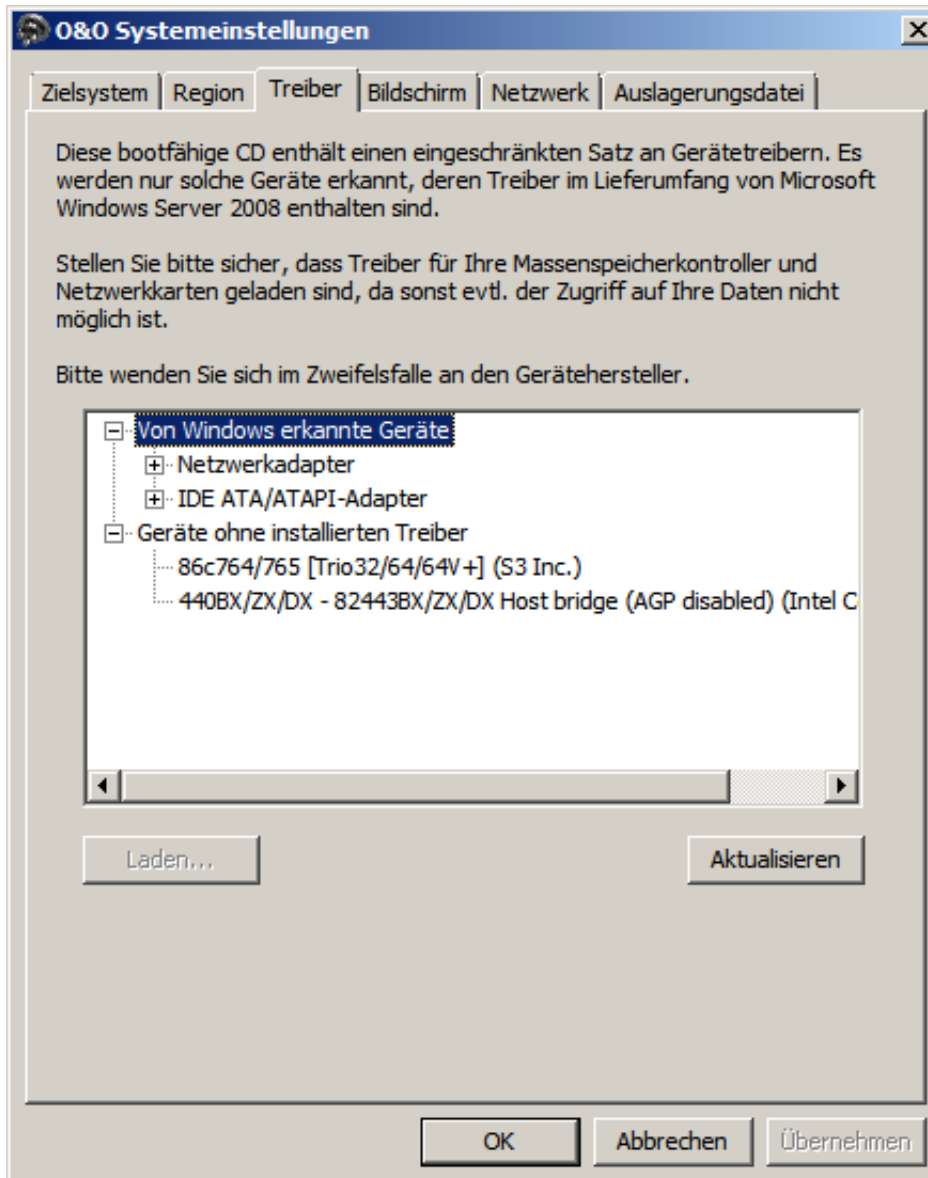 O&O Systemeinstellungen
Zielsystem Region Treiber Bildschirm Netzwerk Auslagerungsdatei
Diese bootfähige CD enthält einen eingeschränkten Satz an Gerätetreibern. Es
werden nur solche Geräte erkannt, deren Treiber im Lieferumfang von Microsoft
Windows Server 2008 enthalten sind.
Stellen Sie bitte sicher, dass Treiber für Ihre Massenspeicherkontroller und
Netzwerkkarten geladen sind, da sonst evtl. der Zugriff auf Ihre Daten nicht
möglich ist.
Bitte wenden Sie sich im Zweifelsfalle an den Gerätehersteller.
Von Windows erkannte Geräte
Netzwerkadapter
IDE ATA/ATAPI-Adapter
Geräte ohne installierten Treiber
86c764/765 [Trio32/64/64V+] (S3 Inc.)
440BX/ZX/DX - 82443BX/ZX/DX Host bridge (AGP disabled) (Intel
Laden... Aktualisieren
OK Abbrechen Übernehmen